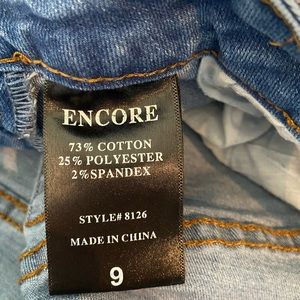 ENCORE
73% COTTON
25% POLYESTER
2%SPANDEX
STYLE# 8126
MADE IN CHINA
9